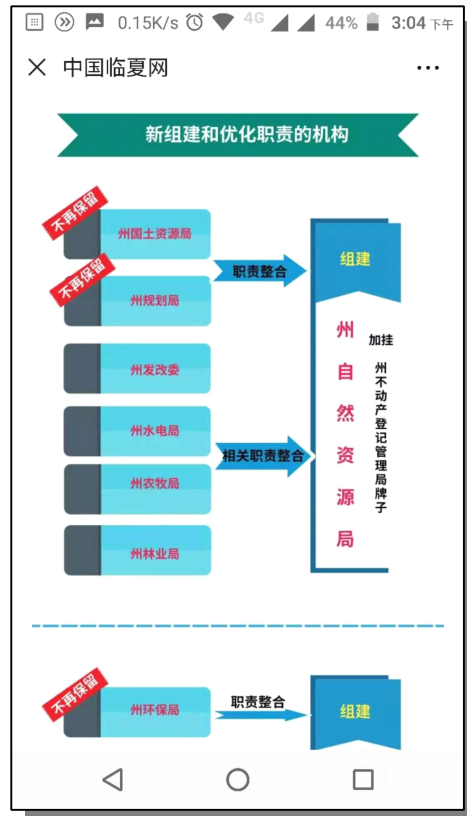 0.15K/s
4G
44%
3:04 下午
中国临夏网
新组建和优化职责的机构
不再保留
州国土资源局
不再保留
州规划局
职责整合
州发改委
州水电局
州农牧局
州林业局
相关职责整合
组建
州自然资源局
加挂
州不动产登记管理局牌子
不再保留
州环保局
职责整合
组建